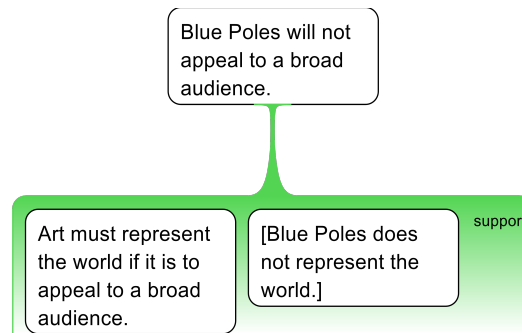 Blue Poles will not
appeal to a broad
audience.
Art must represent
the world if it is to
appeal to a broad
audience.
[Blue Poles does
not represent the
world.]
suppor